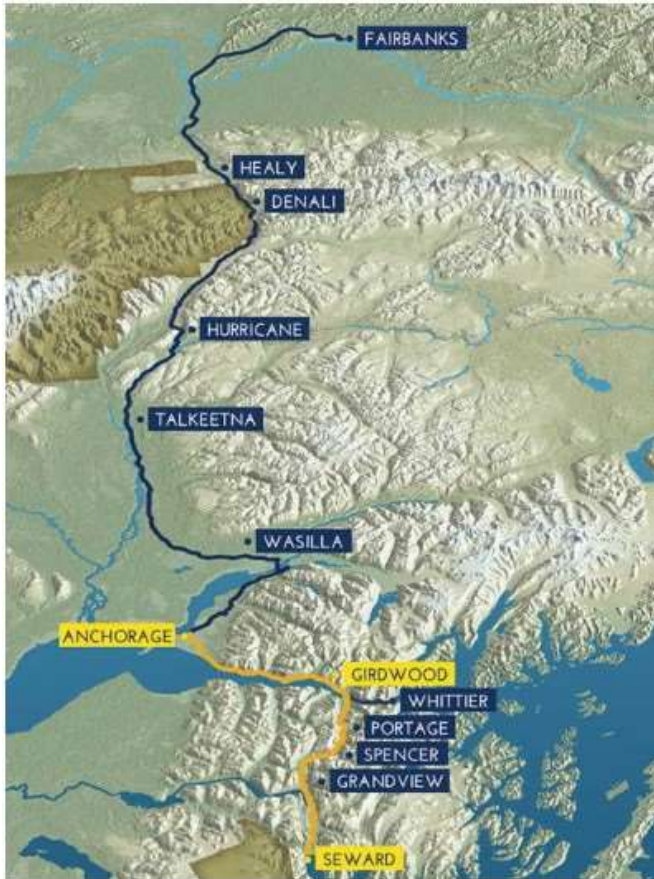 FAIRBANKS
HEALY
DENALI
HURRICANE
TALKEETNA
WASILLA
ANCHORAGE
GIRDWOOD
WHITTIER
PORTAGE
SPENCER
GRANDVIEW
SEWARD